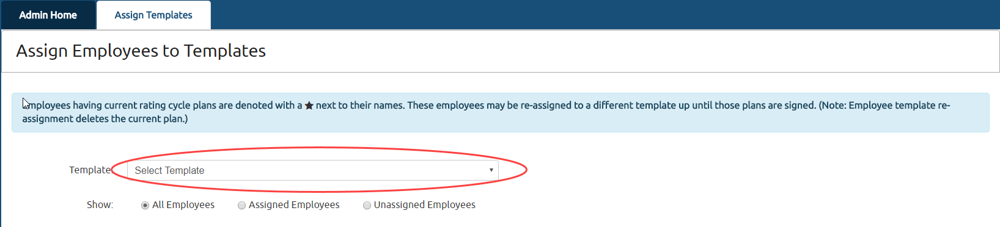 Admin Home
Assign Templates
Assign Employees to Templates
Employees having current rating cycle plans are denoted with a ★ next to their names. These employees may be re-assigned to a different template up until those plans are signed. (Note: Employee template re-
assignment deletes the current plan.)
Template: Select Template
Show: All Employees Assigned Employees Unassigned Employees